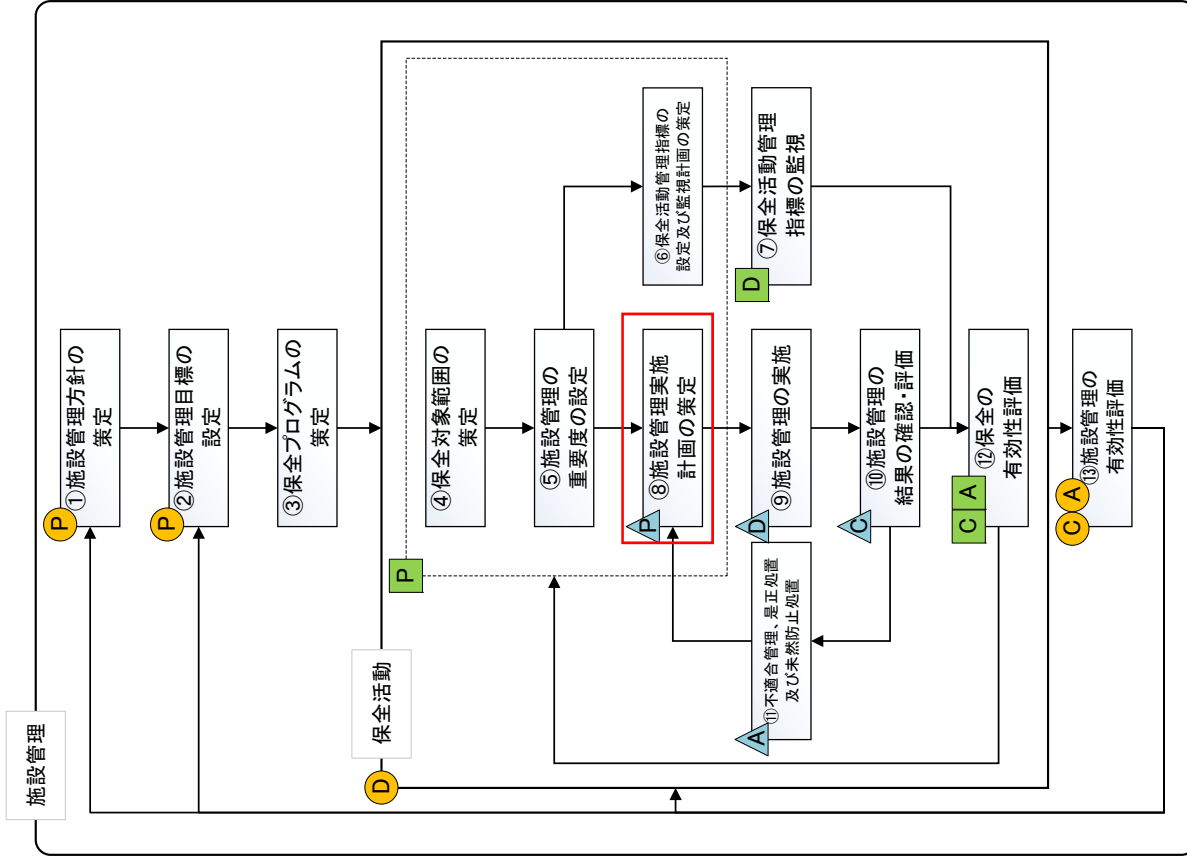 施設管理
P
①施設管理方針の
策定
P
②施設管理目標の
設定
③保全プログラムの
策定
D
保全活動
P
④保全対象範囲の
策定
⑤施設管理の
重要度の設定
⑥保全活動管理指標の
設定及び監視計画の策定
P
⑧施設管理実施
計画の策定
D
⑦保全活動管理
指標の監視
D
⑨施設管理の実施
C
⑩施設管理の
結果の確認・評価
A
⑪不適合管理、是正処置
及び未然防止処置
C A
⑫保全の
有効性評価
C A
⑬施設管理の
有効性評価